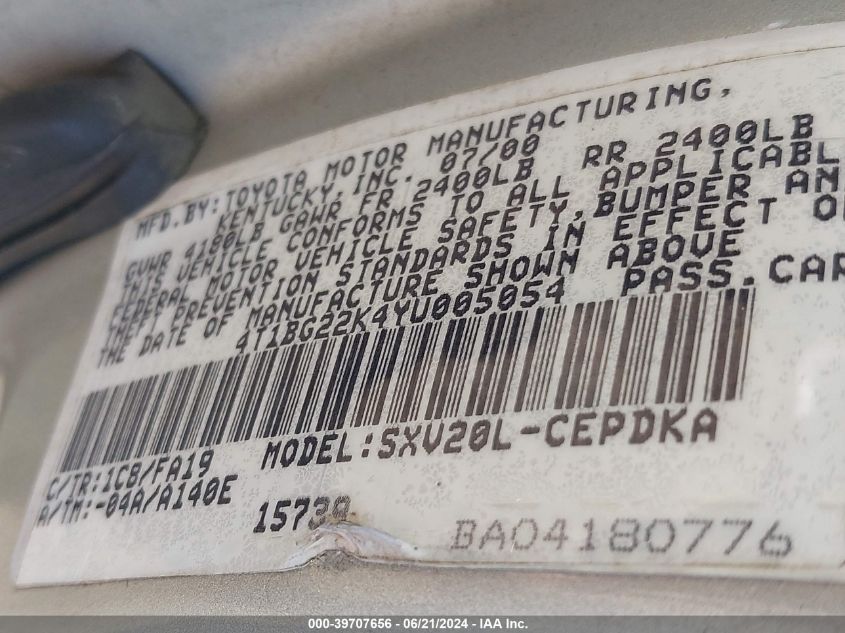 MFD.BY:TOYOTA MOTOR MANUFACTURING,
KENTUCKY,INC. 07/00
GVWR 4180LB GAWR FR 2400LB RR 2400LB
THIS VEHICLE CONFORMS TO ALL APPLICABL
FEDERAL MOTOR VEHICLE SAFETY,BUMPER AN
THEFT PREVENTION STANDARDS IN EFFECT O
THE DATE OF MANUFACTURE SHOWN ABOVE
4T1BG22K4YU005054 PASS.CAR
C/TR:1CB/FA19 MODEL:SXV20L-CEPDKA
A/TM:-04A/A140E
15738
BA04180776
000-39707656 - 06/21/2024 - IAA Inc.